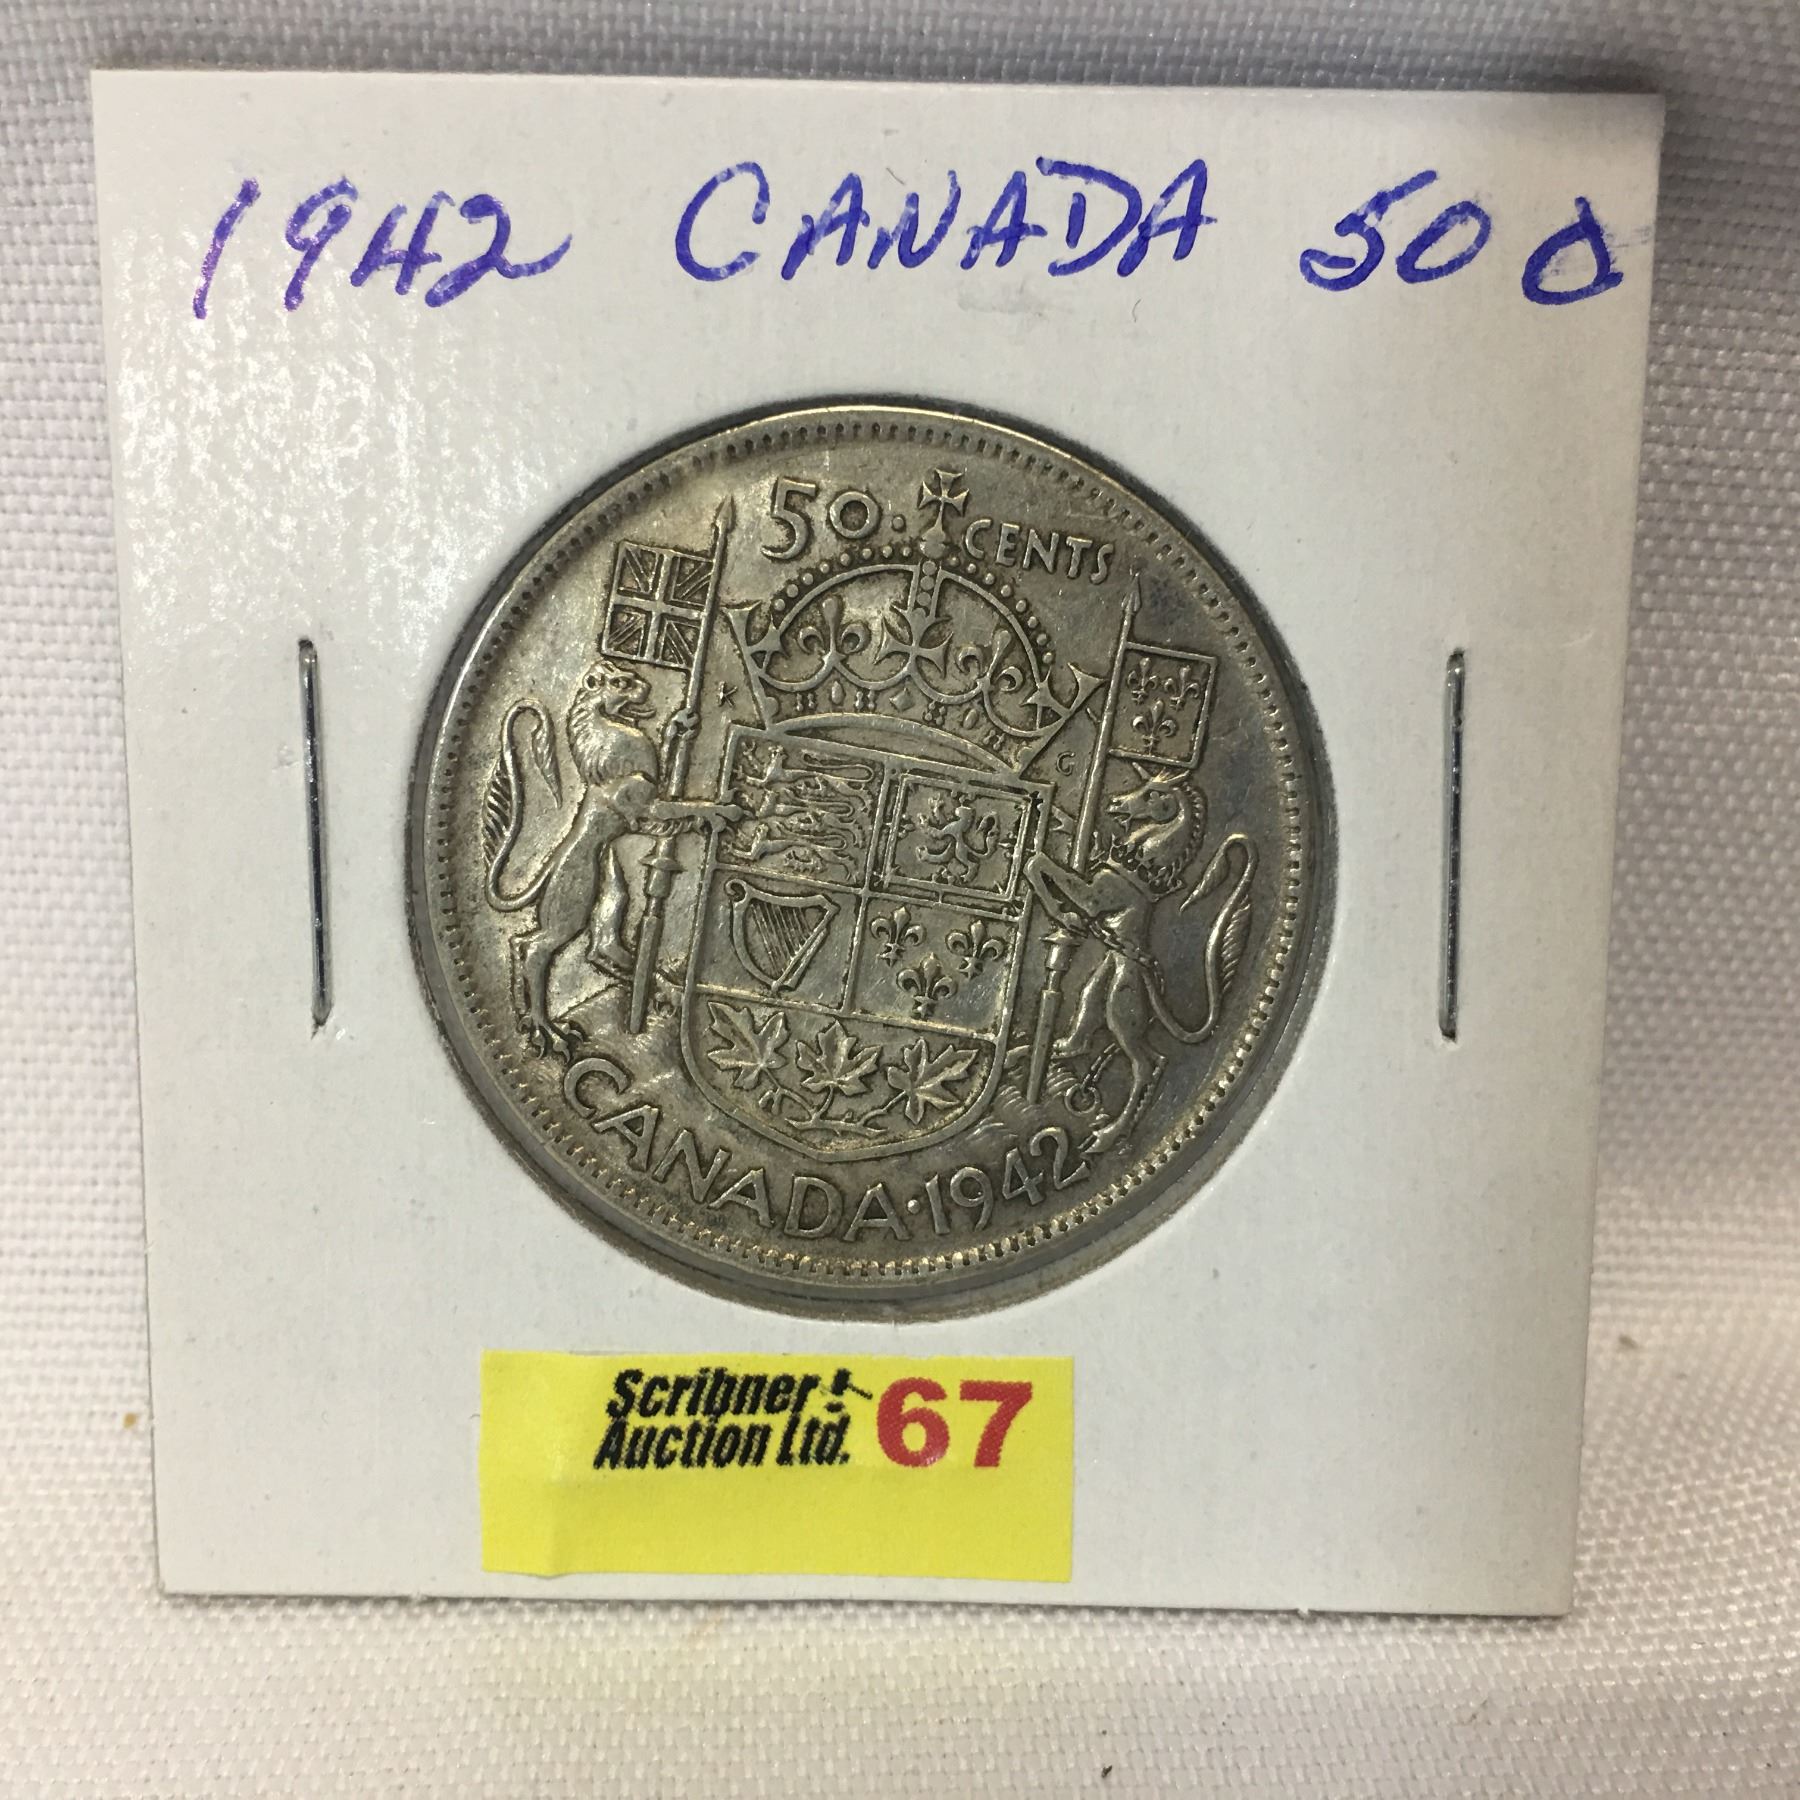 1942 CANADA 50¢
50 · CENTS
K G
CANADA · 1942
Scribner
Auction Ltd. 67